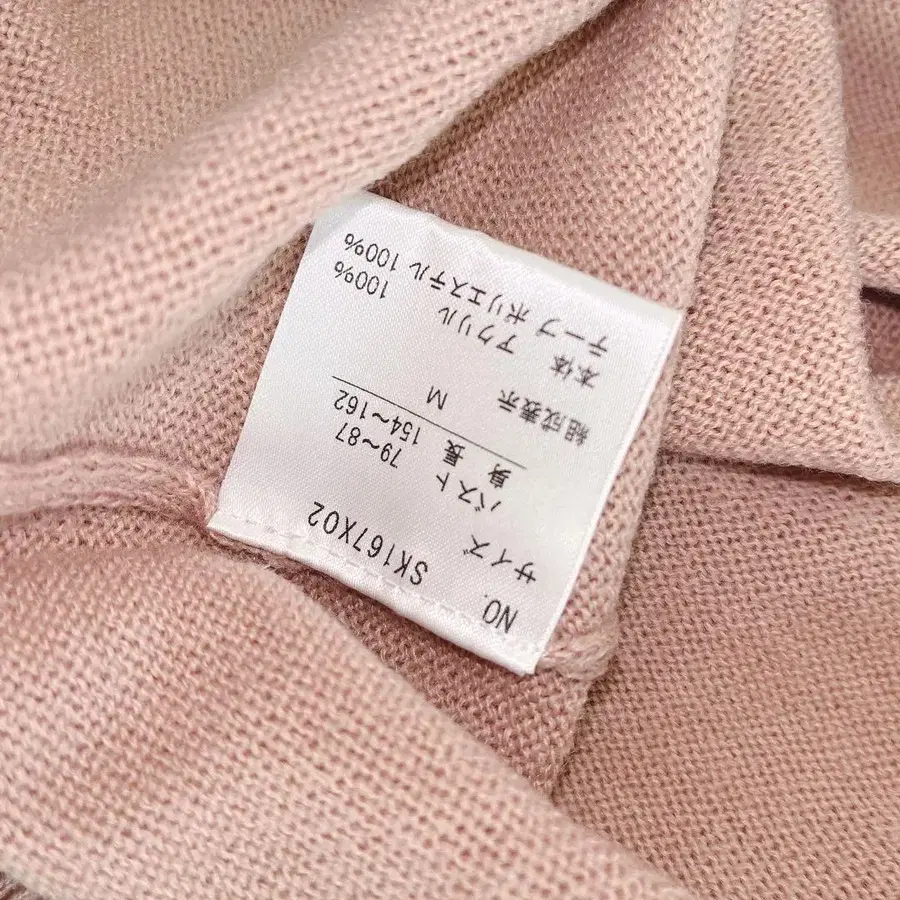 NO. SK167X02
サイズ
バスト 79~87
身長 154~162
M
組成表示
本体 アクリル 100%
テープ ポリエステル 100%